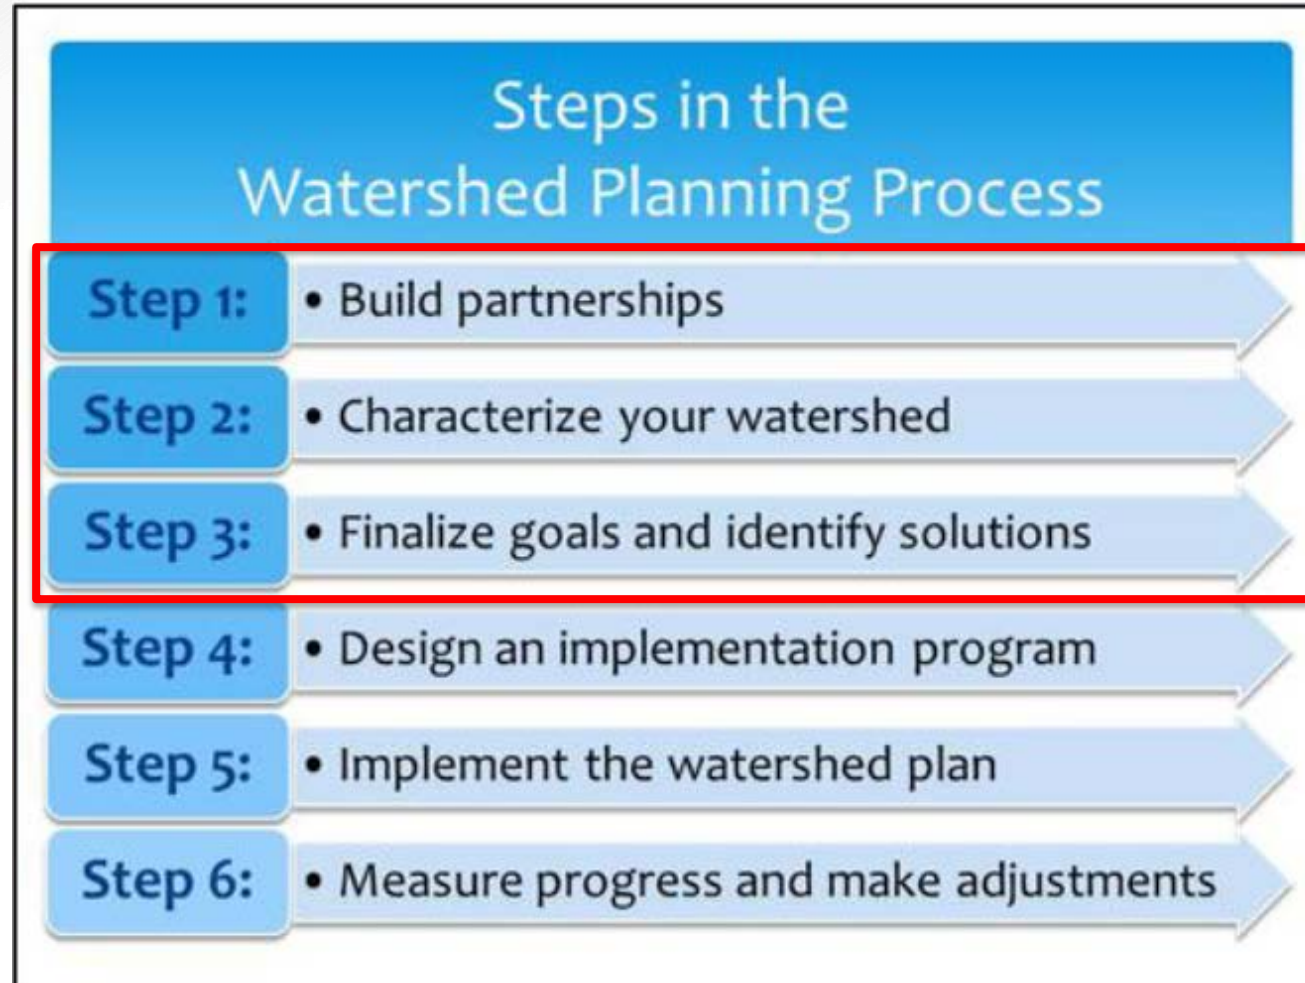 Steps in the
Watershed Planning Process
Step 1: • Build partnerships
Step 2: • Characterize your watershed
Step 3: • Finalize goals and identify solutions
Step 4: • Design an implementation program
Step 5: • Implement the watershed plan
Step 6: • Measure progress and make adjustments